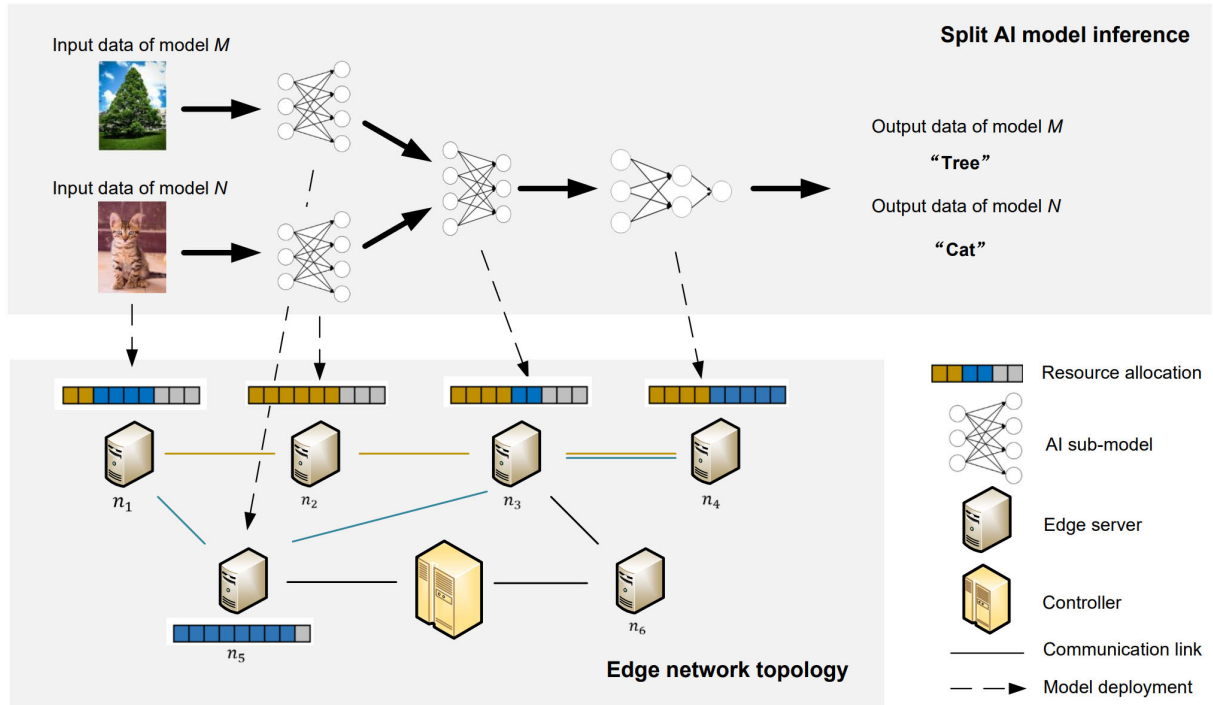 Split AI model inference
Input data of model M
Input data of model N
Output data of model M
“Tree”
Output data of model N
“Cat”
n1
n2
n3
n4
n5
n6
Edge network topology
Resource allocation
AI sub-model
Edge server
Controller
Communication link
Model deployment